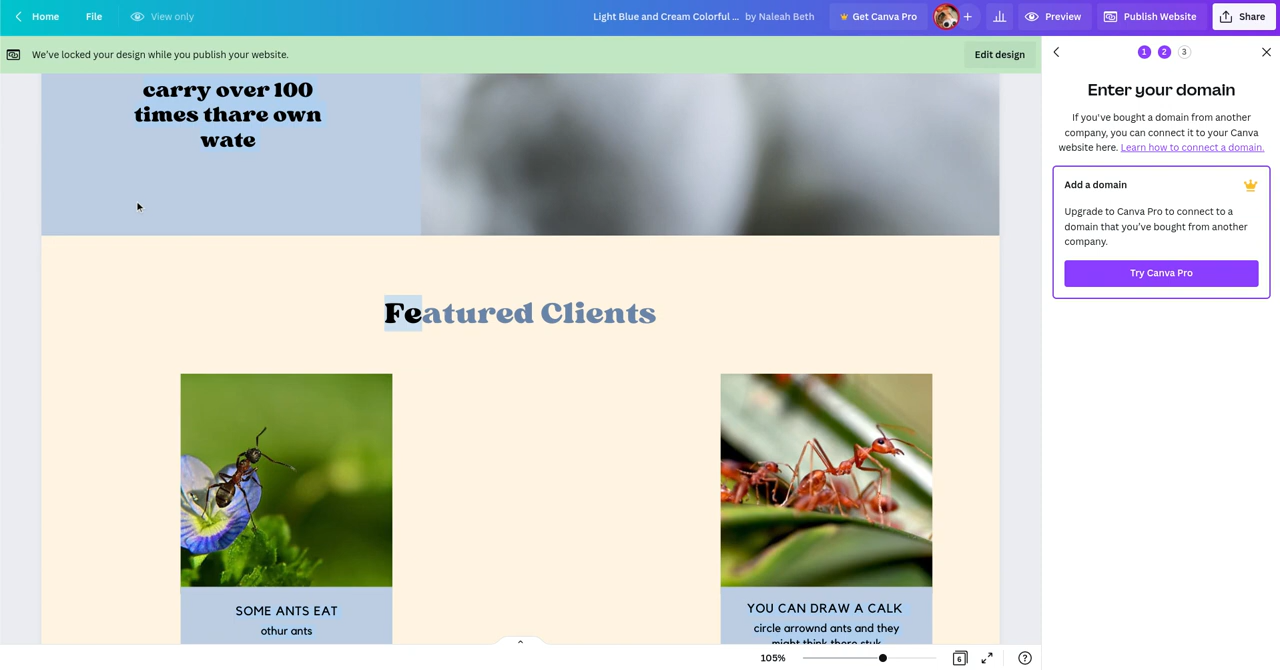 Home File View only Light Blue and Cream Colorful ... by Naleah Beth Get Canva Pro + Preview Publish Website Share
We've locked your design while you publish your website. Edit design
carry over 100
times thare own
wate
Featured Clients
SOME ANTS EAT
othur ants
YOU CAN DRAW A CALK
circle arrownd ants and they
might think there stuk
1 2 3
Enter your domain
If you've bought a domain from another
company, you can connect it to your Canva
website here. Learn how to connect a domain.
Add a domain
Upgrade to Canva Pro to connect to a
domain that you've bought from another
company.
Try Canva Pro
105% 6 ?